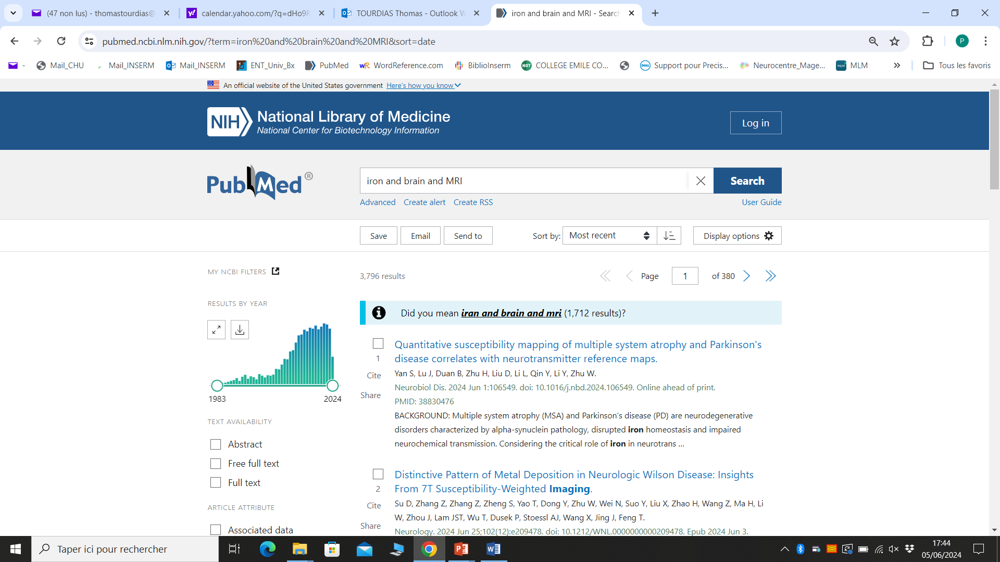 (47 non lus) - thomastourdias@
calendar.yahoo.com/?q=dHo9R
TOURDIAS Thomas - Outlook W
iron and brain and MRI - Search
pubmed.ncbi.nlm.nih.gov/?term=iron%20and%20brain%20and%20MRI&sort=date
P
-
Mail_CHU
Mail_INSERM
Mail_INSERM
ENT_Univ_Bx
PubMed
WordReference.com
BiblioInserm
COLLEGE EMILE CO...
Support pour Precis...
Neurocentre_Mage...
MLM
Tous les favoris
An official website of the United States government Here's how you know
NIH National Library of Medicine
National Center for Biotechnology Information
Log in
PubMed ®
iron and brain and MRI
Search
Advanced Create alert Create RSS
User Guide
Save Email Send to
Sort by: Most recent
Display options
MY NCBI FILTERS
3,796 results
Page 1 of 380
RESULTS BY YEAR
1983 2024
Did you mean iran and brain and mri (1,712 results)?
1
Cite
Share
Quantitative susceptibility mapping of multiple system atrophy and Parkinson's
disease correlates with neurotransmitter reference maps.
Yan S, Lu J, Duan B, Zhu H, Liu D, Li L, Qin Y, Li Y, Zhu W.
Neurobiol Dis. 2024 Jun 1:106549. doi: 10.1016/j.nbd.2024.106549. Online ahead of print.
PMID: 38830476
BACKGROUND: Multiple system atrophy (MSA) and Parkinson's disease (PD) are neurodegenerative
disorders characterized by alpha-synuclein pathology, disrupted iron homeostasis and impaired
neurochemical transmission. Considering the critical role of iron in neurotrans ...
TEXT AVAILABILITY
Abstract
Free full text
Full text
ARTICLE ATTRIBUTE
Associated data
2
Cite
Share
Distinctive Pattern of Metal Deposition in Neurologic Wilson Disease: Insights
From 7T Susceptibility-Weighted Imaging.
Su D, Zhang Z, Zhang Z, Zheng S, Yao T, Dong Y, Zhu W, Wei N, Suo Y, Liu X, Zhao H, Wang Z, Ma H, Li
W, Zhou J, Lam JST, Wu T, Dusek P, Stoessl AJ, Wang X, Jing J, Feng T.
Neurology. 2024 Jun 25;102(12):e209478. doi: 10.1212/WNL.0000000000209478. Epub 2024 Jun 3.
Taper ici pour rechercher
17:44
05/06/2024